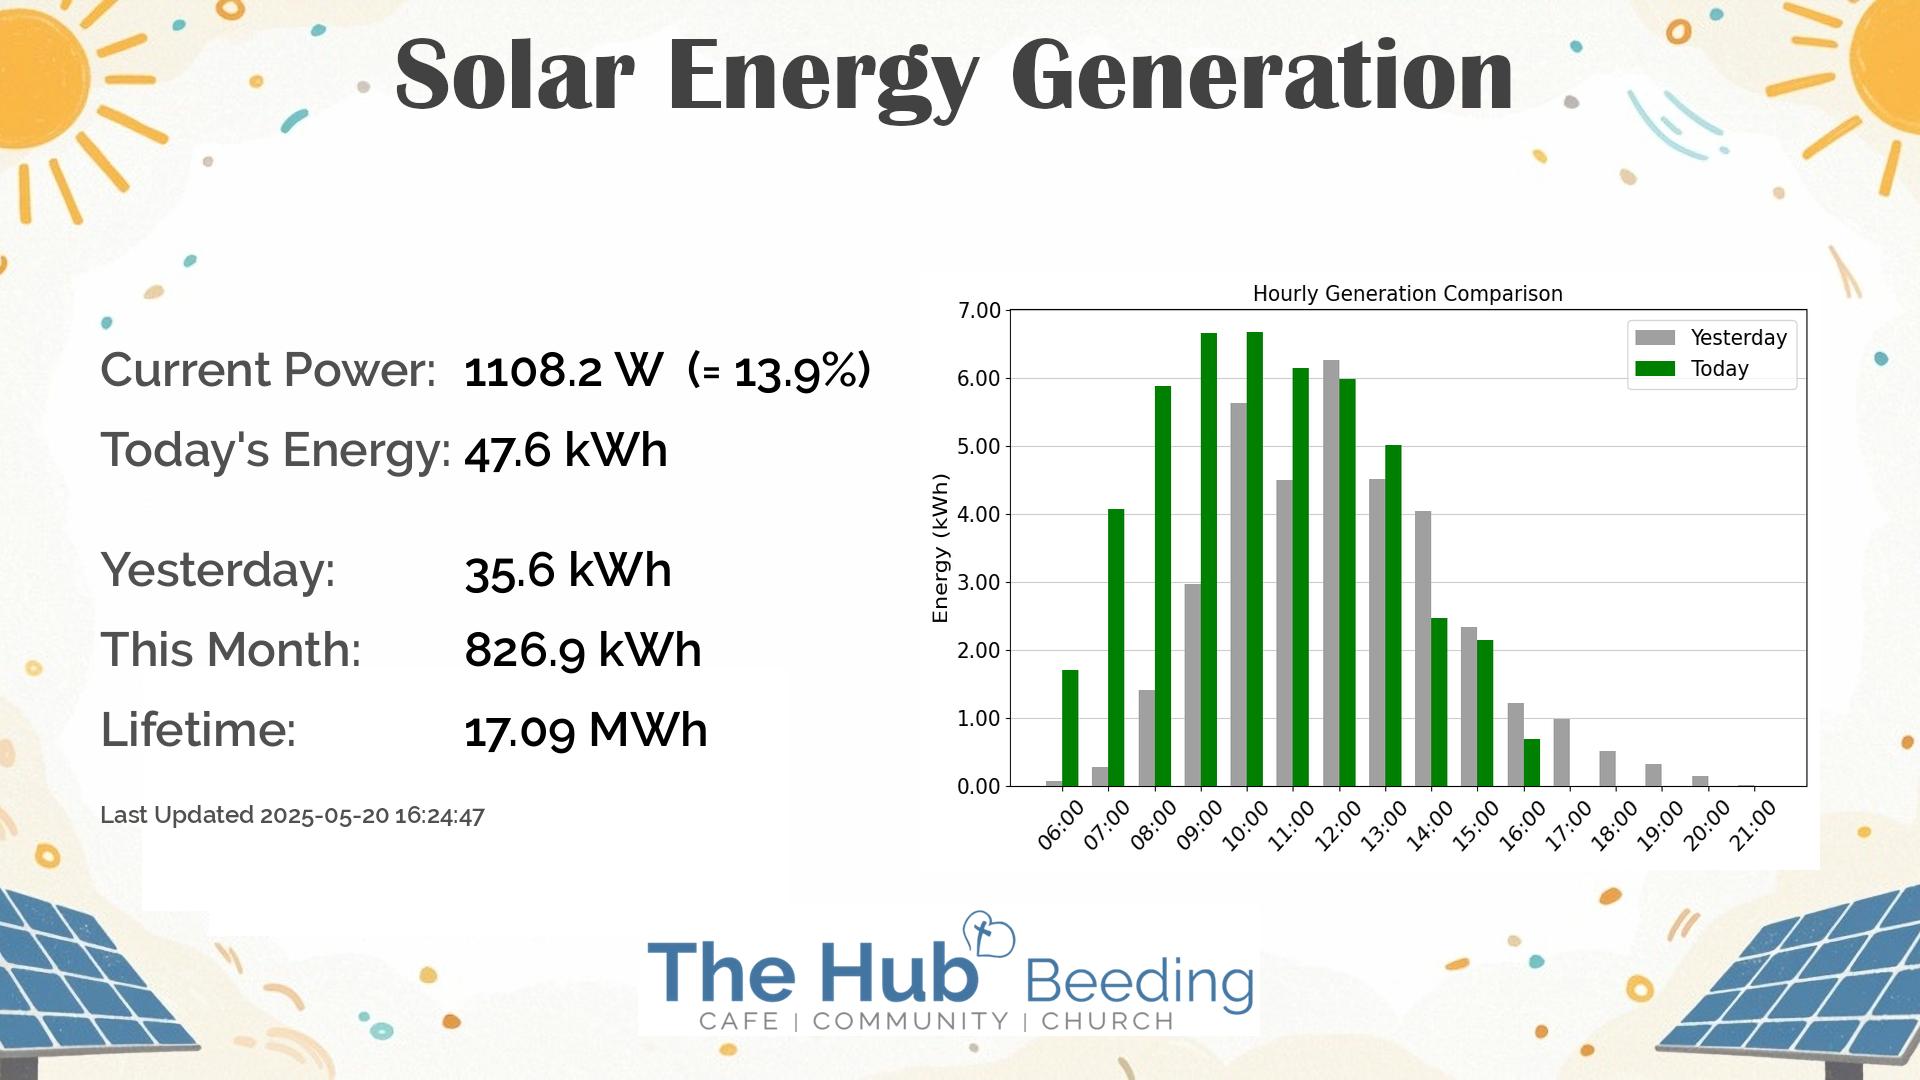 Solar Energy Generation
Current Power: 1108.2 W (= 13.9%)
Today's Energy: 47.6 kWh
Yesterday: 35.6 kWh
This Month: 826.9 kWh
Lifetime: 17.09 MWh
Last Updated 2025-05-20 16:24:47
Hourly Generation Comparison
Yesterday
Today
Energy (kWh)
7.00
6.00
5.00
4.00
3.00
2.00
1.00
0.00
06:00 07:00 08:00 09:00 10:00 11:00 12:00 13:00 14:00 15:00 16:00 17:00 18:00 19:00 20:00 21:00
The Hub Beeding
CAFE | COMMUNITY | CHURCH